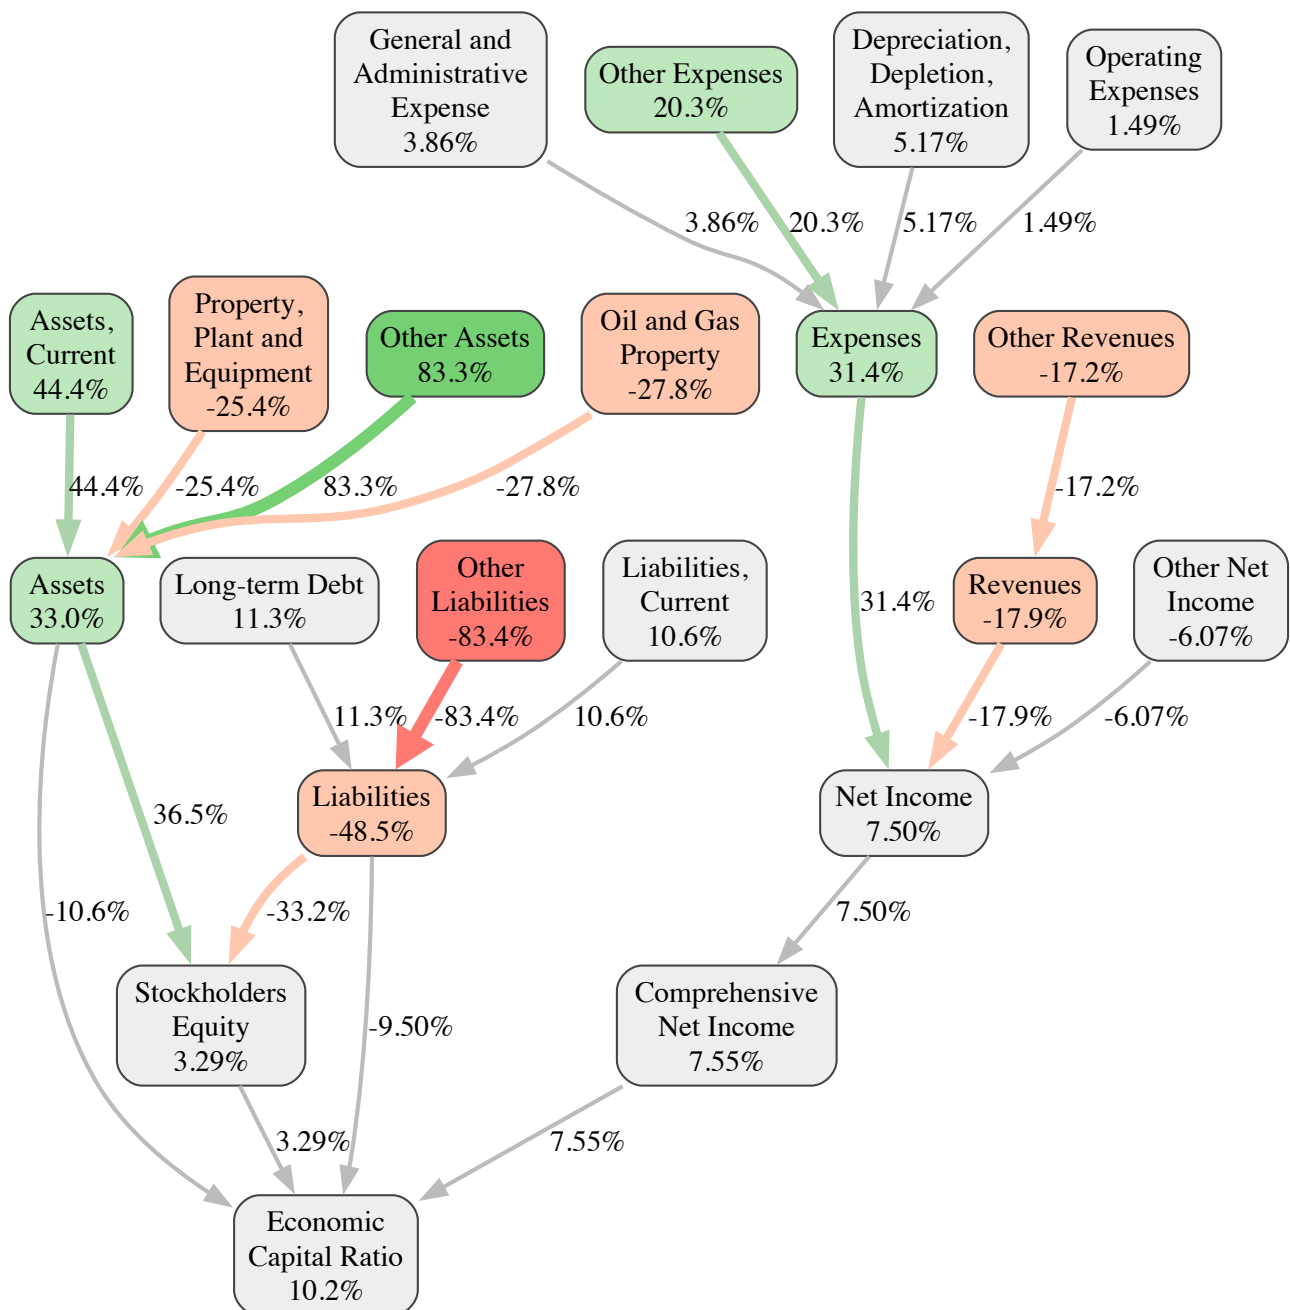 General and
Administrative
Expense
3.86%
Other Expenses
20.3%
Depreciation,
Depletion,
Amortization
5.17%
Operating
Expenses
1.49%
3.86%
20.3%
5.17%
1.49%
Assets,
Current
44.4%
Property,
Plant and
Equipment
-25.4%
Other Assets
83.3%
Oil and Gas
Property
-27.8%
Expenses
31.4%
Other Revenues
-17.2%
44.4%
-25.4%
83.3%
-27.8%
-17.2%
Assets
33.0%
Long-term Debt
11.3%
Other
Liabilities
-83.4%
Liabilities,
Current
10.6%
31.4%
Revenues
-17.9%
Other Net
Income
-6.07%
11.3%
-83.4%
10.6%
-17.9%
-6.07%
36.5%
Liabilities
-48.5%
Net Income
7.50%
-10.6%
-33.2%
7.50%
Stockholders
Equity
3.29%
-9.50%
Comprehensive
Net Income
7.55%
3.29%
7.55%
Economic
Capital Ratio
10.2%